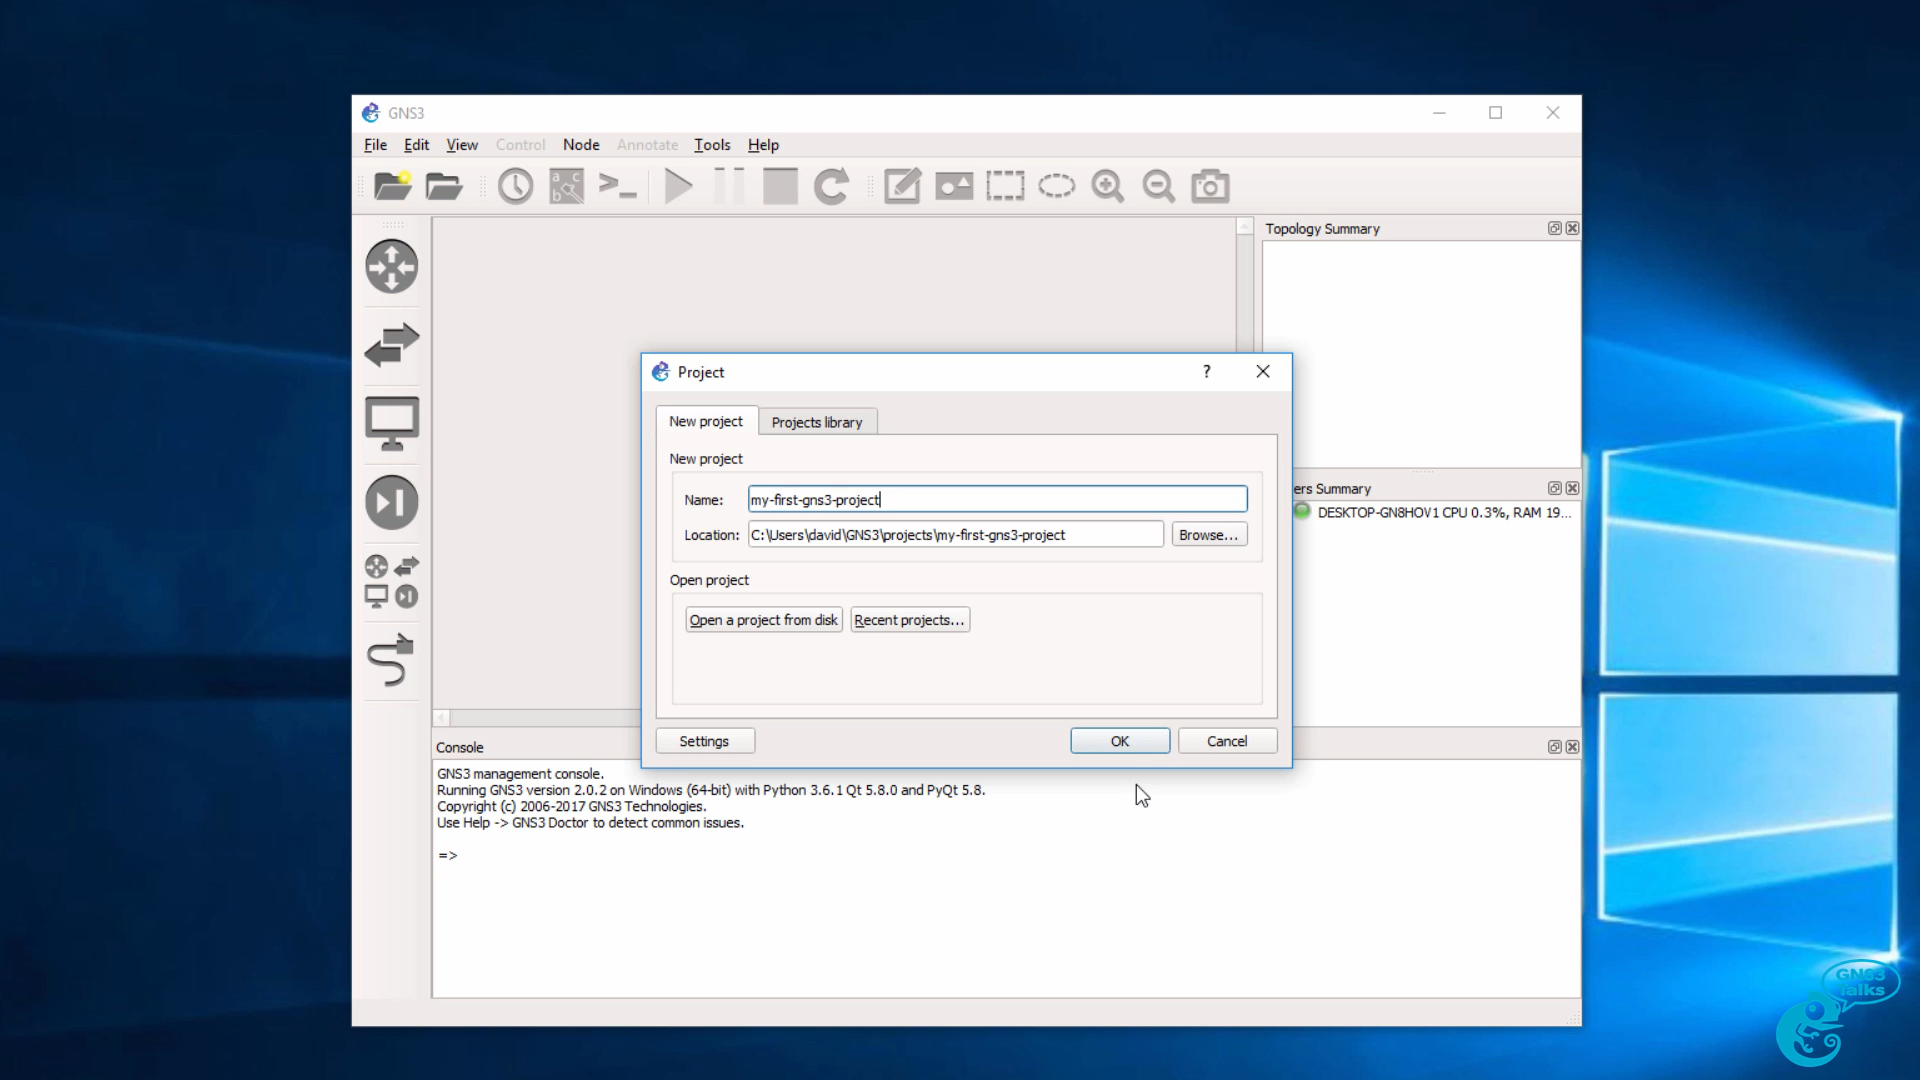 GNS3
File Edit View Control Node Annotate Tools Help
a c
b
Topology Summary
Project
New project Projects library
New project
Name: my-first-gns3-project
Location: C:\Users\david\GNS3\projects\my-first-gns3-project Browse...
Open project
Open a project from disk Recent projects...
Settings OK Cancel
ers Summary
DESKTOP-GN8HOV1 CPU 0.3%, RAM 19...
Console
GNS3 management console.
Running GNS3 version 2.0.2 on Windows (64-bit) with Python 3.6.1 Qt 5.8.0 and PyQt 5.8.
Copyright (c) 2006-2017 GNS3 Technologies.
Use Help -> GNS3 Doctor to detect common issues.
=>
GNS3
Talks